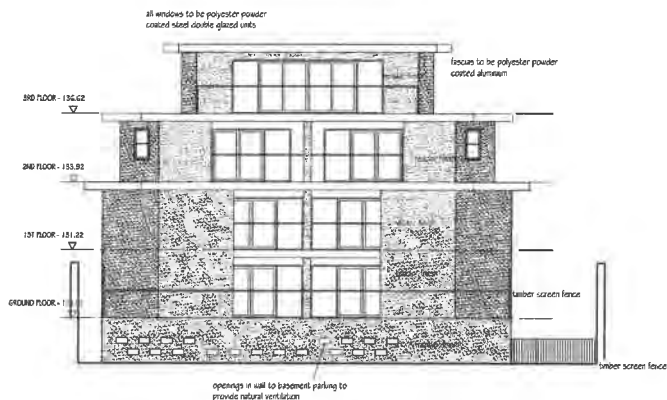 all windows to be polyester powder
coated steel double glazed units
fascias to be polyester powder
coated aluminium
3RD FLOOR - 136.62
2ND FLOOR - 133.92
1ST FLOOR - 131.22
GROUND FLOOR -
timber screen fence
timber screen fence
openings in wall to basement parking to
provide natural ventilation